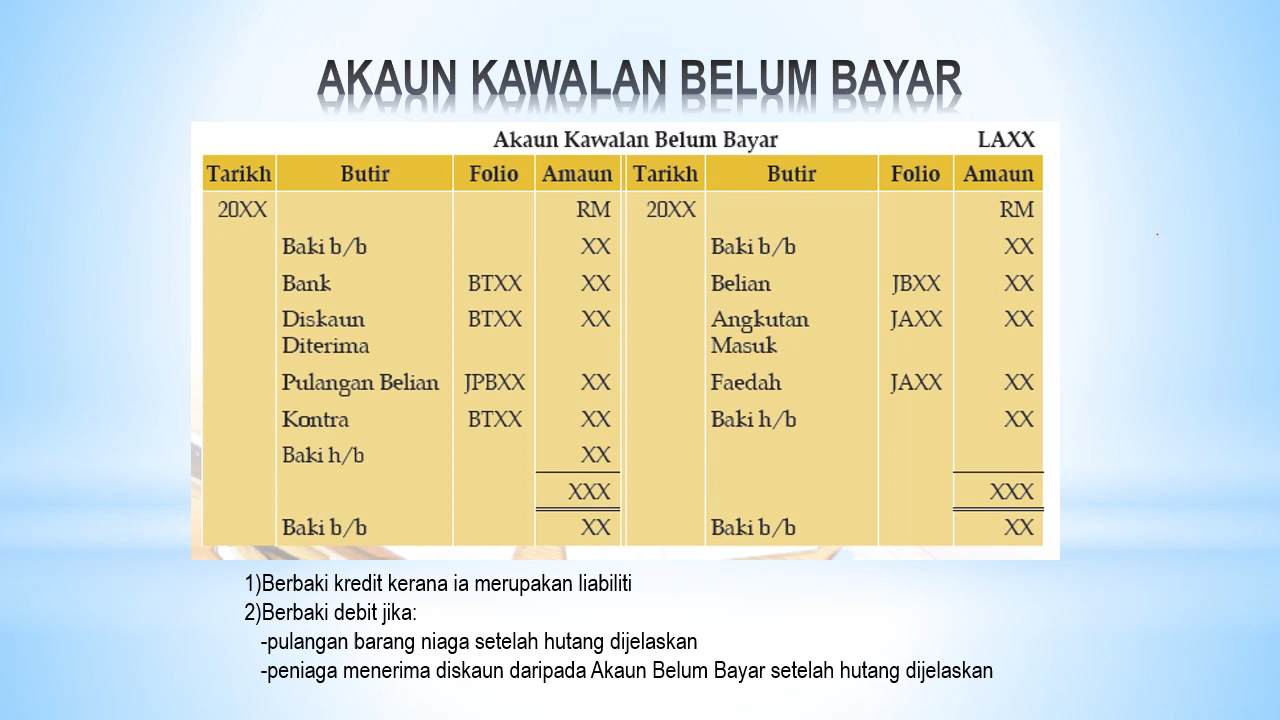 AKAUN KAWALAN BELUM BAYAR
Akaun Kawalan Belum Bayar LAXX
Tarikh Butir Folio Amaun Tarikh Butir Folio Amaun
20XX RM 20XX RM
Baki b/b XX Baki b/b XX
Bank BTXX XX Belian JBXX XX
Diskaun BTXX XX Angkutan JAXX XX
Diterima Masuk
Pulangan Belian JPBXX XX Faedah JAXX XX
Kontra BTXX XX Baki h/b XX
Baki h/b XX
XXX XXX
Baki b/b XX Baki b/b XX
1)Berbaki kredit kerana ia merupakan liabiliti
2)Berbaki debit jika:
-pulangan barang niaga setelah hutang dijelaskan
-peniaga menerima diskaun daripada Akaun Belum Bayar setelah hutang dijelaskan